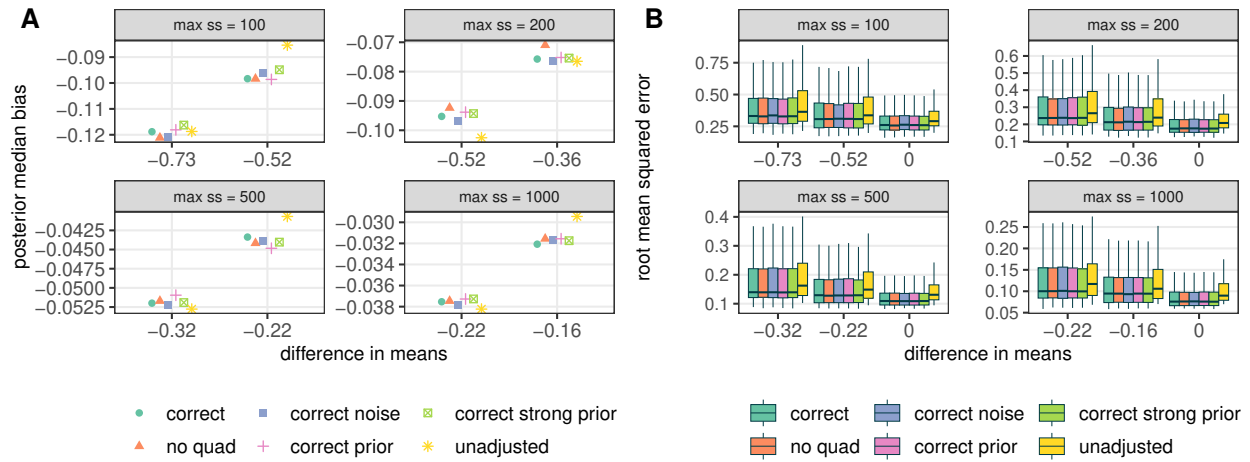 A
max ss = 100
−0.09
−0.10
−0.11
−0.12
−0.73
−0.52
max ss = 200
−0.07
−0.08
−0.09
−0.10
−0.52
−0.36
max ss = 500
−0.0425
−0.0450
−0.0475
−0.0500
−0.0525
−0.32
−0.22
max ss = 1000
−0.030
−0.032
−0.034
−0.036
−0.038
−0.22
−0.16
posterior median bias
difference in means
correct
correct noise
correct strong prior
no quad
correct prior
unadjusted
B
max ss = 100
0.75
0.50
0.25
−0.73
−0.52
0
max ss = 200
0.6
0.5
0.4
0.3
0.2
0.1
−0.52
−0.36
0
max ss = 500
0.4
0.3
0.2
0.1
−0.32
−0.22
0
max ss = 1000
0.25
0.20
0.15
0.10
0.05
−0.22
−0.16
0
root mean squared error
difference in means
correct
correct noise
correct strong prior
no quad
correct prior
unadjusted